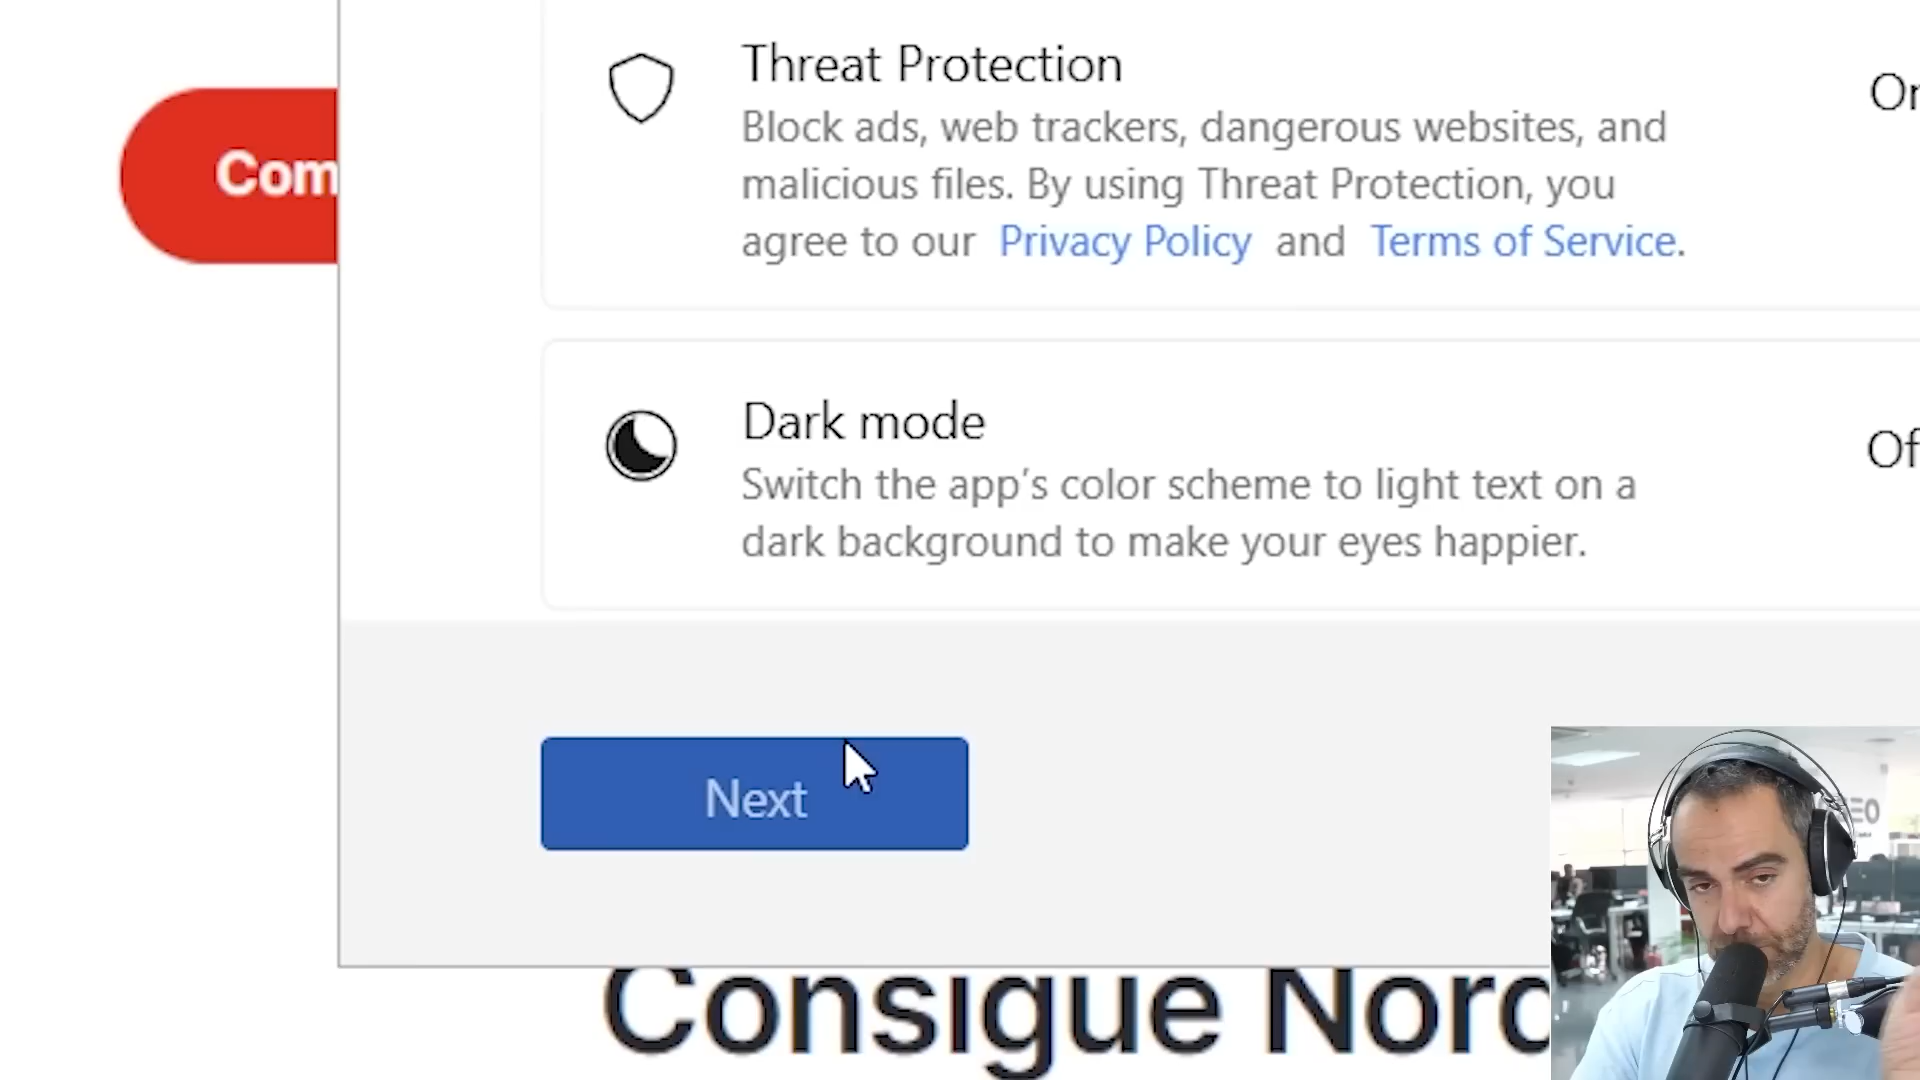 Threat Protection
On
Block ads, web trackers, dangerous websites, and
malicious files. By using Threat Protection, you
agree to our Privacy Policy and Terms of Service.
Com
Dark mode
Of
Switch the app's color scheme to light text on a
dark background to make your eyes happier.
Next
Consigue Nord